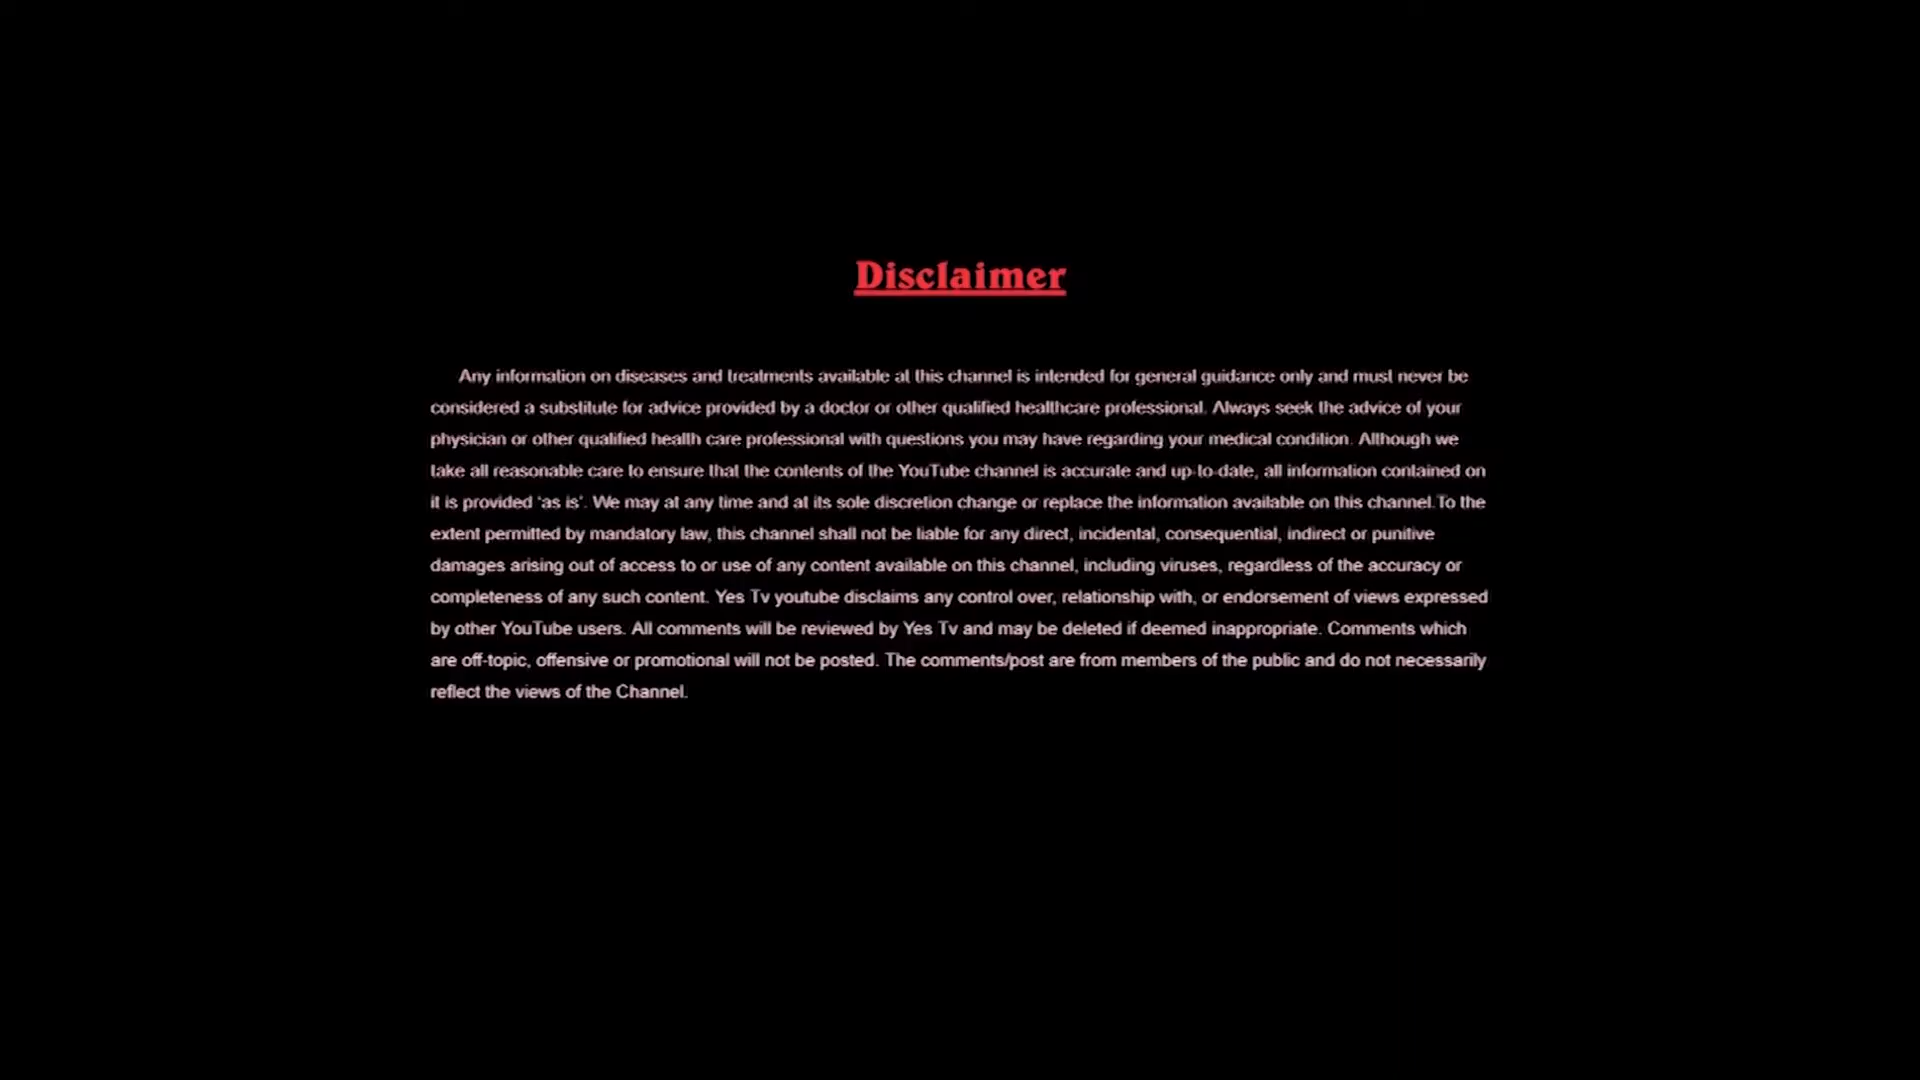 Disclaimer
Any information on diseases and treatments available at this channel is intended for general guidance only and must never be
considered a substitute for advice provided by a doctor or other qualified healthcare professional. Always seek the advice of your
physician or other qualified health care professional with questions you may have regarding your medical condition. Although we
take all reasonable care to ensure that the contents of the YouTube channel is accurate and up-to-date, all information contained on
it is provided 'as is'. We may at any time and at its sole discretion change or replace the information available on this channel.To the
extent permitted by mandatory law, this channel shall not be liable for any direct, incidental, consequential, indirect or punitive
damages arising out of access to or use of any content available on this channel, including viruses, regardless of the accuracy or
completeness of any such content. Yes Tv youtube disclaims any control over, relationship with, or endorsement of views expressed
by other YouTube users. All comments will be reviewed by Yes Tv and may be deleted if deemed inappropriate. Comments which
are off-topic, offensive or promotional will not be posted. The comments/post are from members of the public and do not necessarily
reflect the views of the Channel.